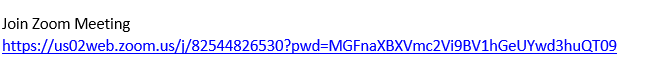 Join Zoom Meeting
https://us02web.zoom.us/j/82544826530?pwd=MGFnaXBXVmc2Vi9BV1hGeUYwd3huQT09